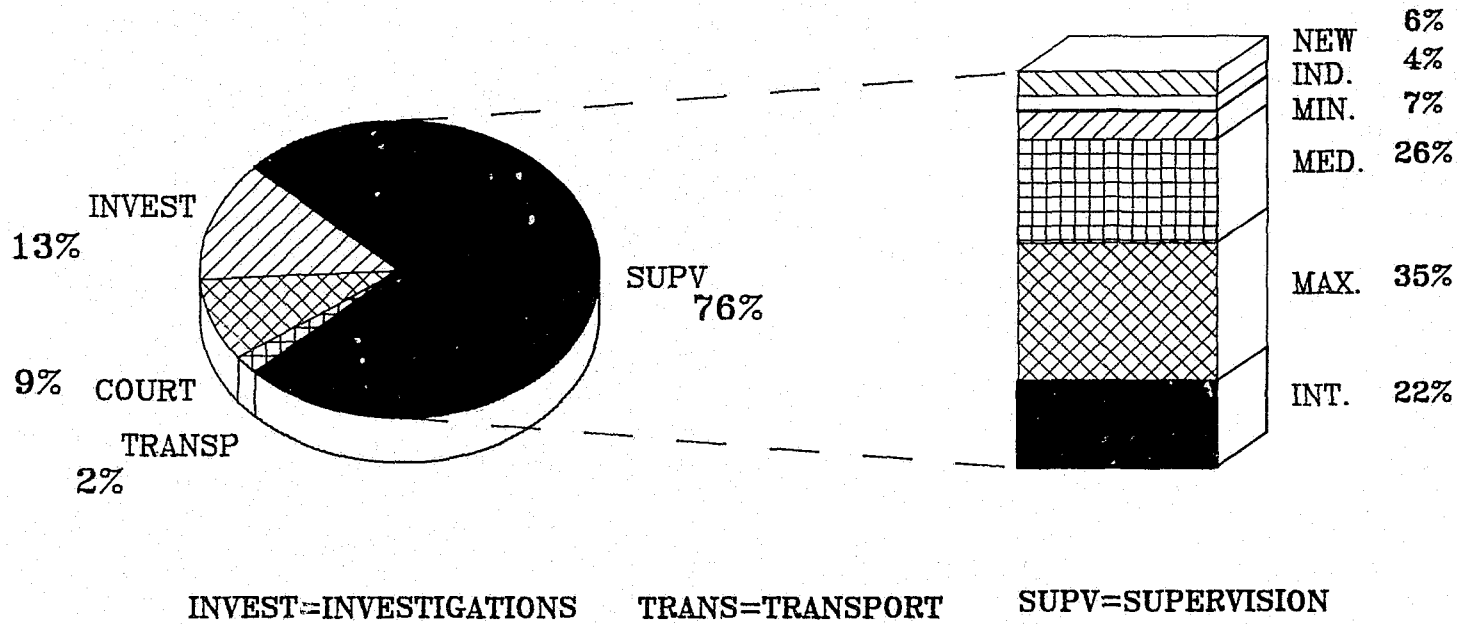 INVEST
13%
9% COURT
TRANSP
2%
SUPV
76%
NEW 6%
IND. 4%
MIN. 7%
MED. 26%
MAX. 35%
INT. 22%
INVEST=INVESTIGATIONS TRANS=TRANSPORT SUPV=SUPERVISION